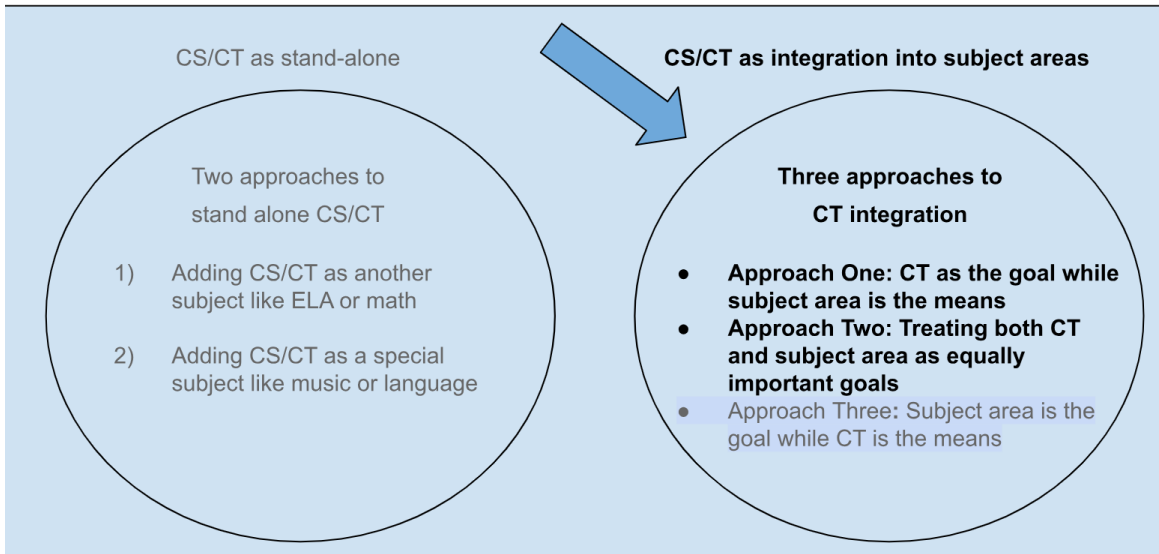 CS/CT as stand-alone
Two approaches to
stand alone CS/CT
1) Adding CS/CT as another
subject like ELA or math
2) Adding CS/CT as a special
subject like music or language
CS/CT as integration into subject areas
Three approaches to
CT integration
● Approach One: CT as the goal while
subject area is the means
● Approach Two: Treating both CT
and subject area as equally
important goals
● Approach Three: Subject area is the
goal while CT is the means